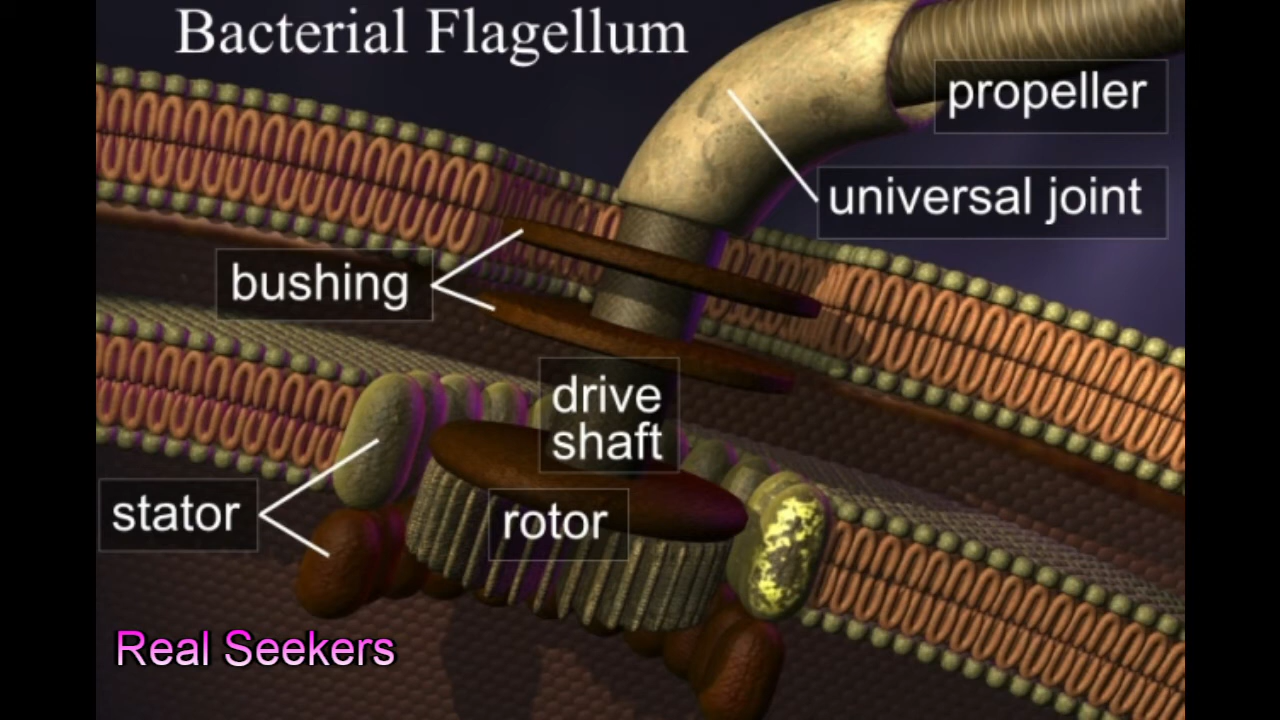 Bacterial Flagellum
propeller
universal joint
bushing
drive
shaft
stator
rotor
Real Seekers